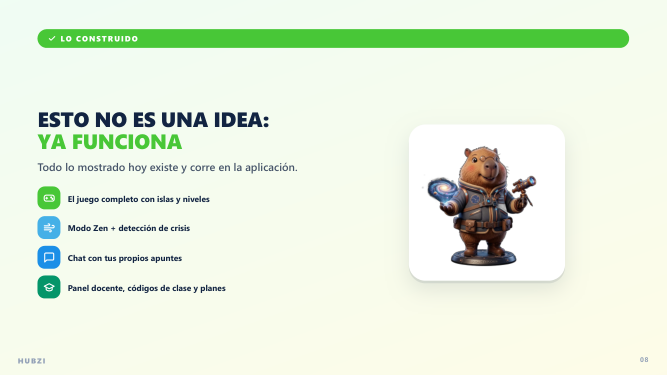 LO CONSTRUIDO
ESTO NO ES UNA IDEA:
YA FUNCIONA
Todo lo mostrado hoy existe y corre en la aplicación.
El juego completo con islas y niveles
Modo Zen + detección de crisis
Chat con tus propios apuntes
Panel docente, códigos de clase y planes
HUBZI
08